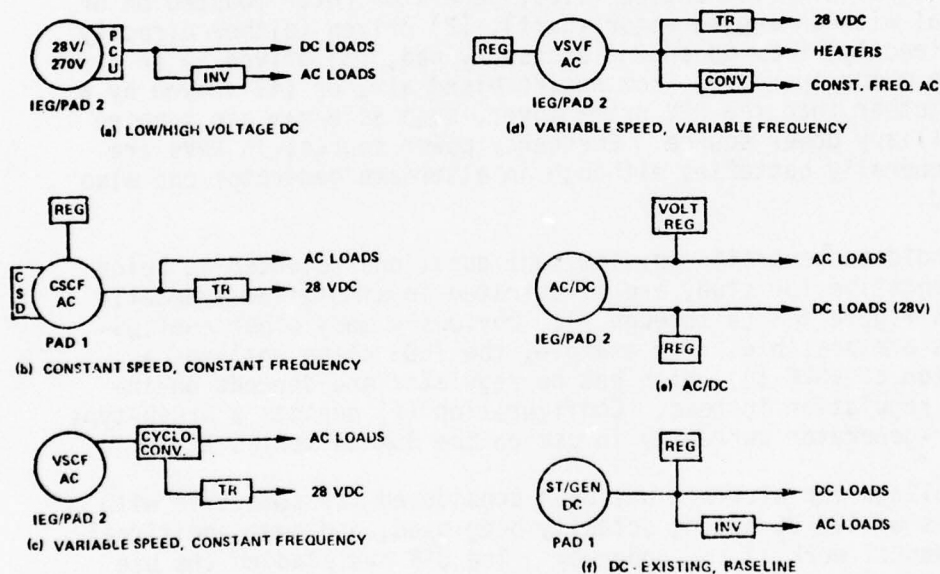 28V/
270V
P
C
U
DC LOADS
INV
AC LOADS
IEG/PAD 2
(a) LOW/HIGH VOLTAGE DC
REG
C
S
D
CSCF
AC
AC LOADS
TR
28 VDC
PAD 1
(b) CONSTANT SPEED, CONSTANT FREQUENCY
VSCF
AC
CYCLO-
CONV.
AC LOADS
TR
28 VDC
IEG/PAD 2
(c) VARIABLE SPEED, CONSTANT FREQUENCY
REG
VSVF
AC
TR
28 VDC
HEATERS
CONV
CONST. FREQ. AC
IEG/PAD 2
(d) VARIABLE SPEED, VARIABLE FREQUENCY
VOLT
REG
AC/DC
AC LOADS
DC LOADS (28V)
IEG/PAD 2
REG
(e) AC/DC
REG
ST/GEN
DC
DC LOADS
INV
AC LOADS
PAD 1
(f) DC - EXISTING, BASELINE